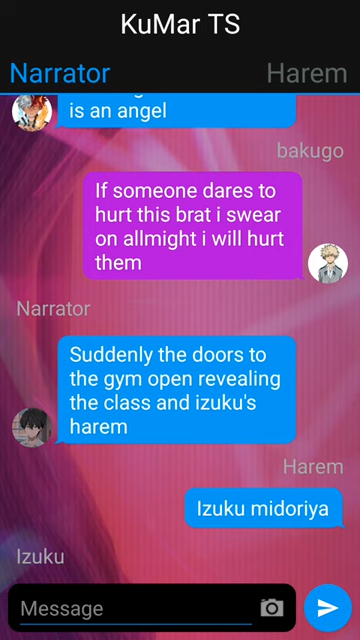 KuMar TS
Narrator
Harem
is an angel
bakugo
If someone dares to
hurt this brat i swear
on allmight i will hurt
them
Narrator
Suddenly the doors to
the gym open revealing
the class and izuku's
harem
Harem
Izuku midoriya
Izuku
Message